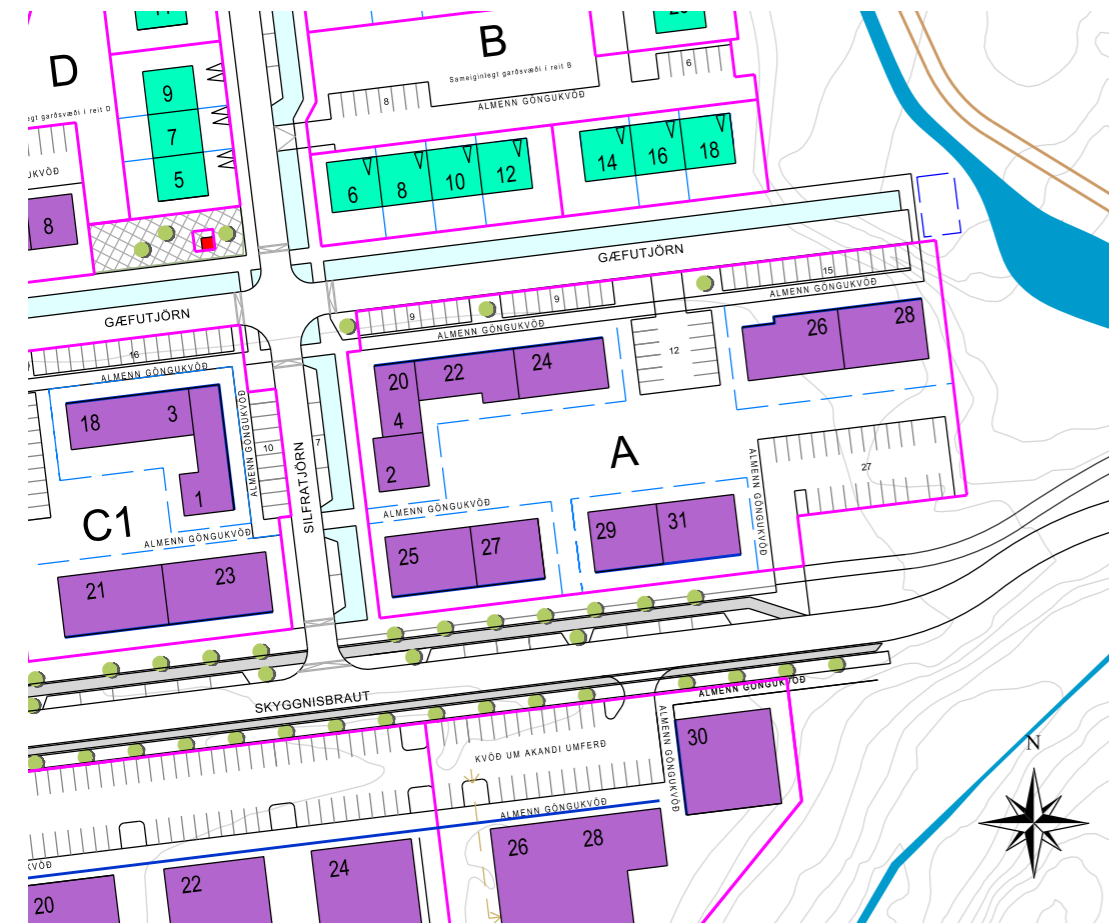 B
D
9
7
5
8
6
8
10
12
14
16
18
8
6
Sameiginlegt garðsvæði í reit B
ALMENN GÖNGUKVÖÐ
GÆFUTJÖRN
GÆFUTJÖRN
15
ALMENN GÖNGUKVÖÐ
9
9
ALMENN GÖNGUKVÖÐ
16
ALMENN GÖNGUKVÖÐ
12
26
28
20
22
24
4
2
18
3
1
ALMENN GÖNGUKVÖÐ
10
7
SILFRATJÖRN
A
C1
27
ALMENN GÖNGUKVÖÐ
ALMENN GÖNGUKVÖÐ
ALMENN GÖNGUKVÖÐ
25
27
29
31
21
23
SKYGGNISBRAUT
ALMENN GÖNGUKVÖÐ
ALMENN GÖNGUKVÖÐ
30
KVÖÐ UM AKANDI UMFERÐ
ALMENN GÖNGUKVÖÐ
N
26
28
24
22
20